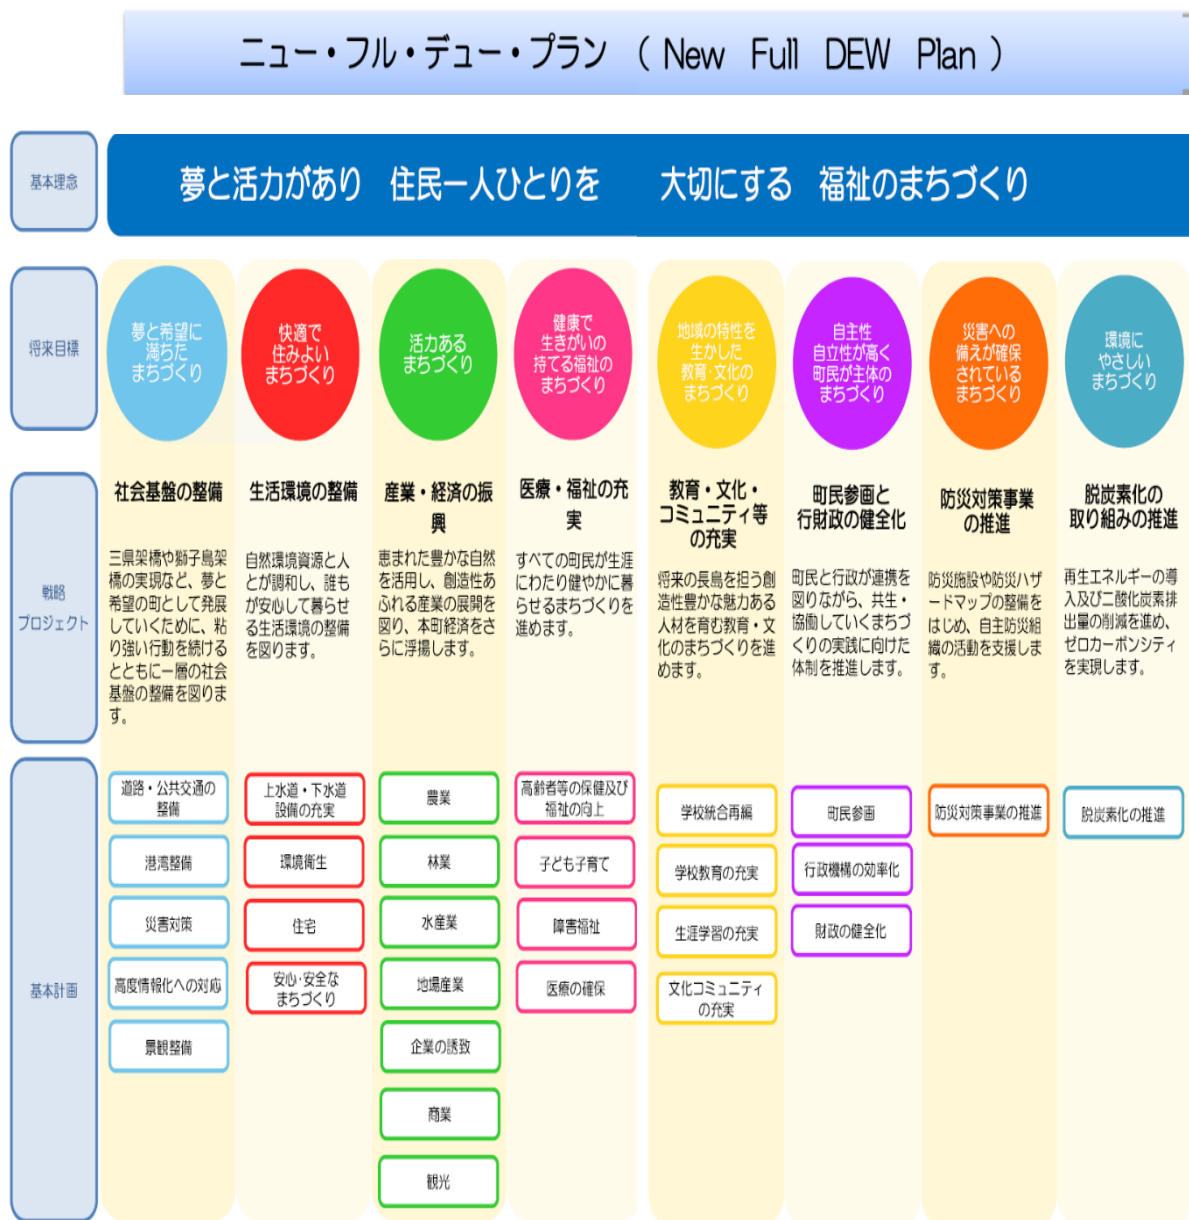 ニュー・フル・デュー・プラン （ New Full DEW Plan ）
基本理念
夢と活力があり 住民一人ひとりを 大切にする 福祉のまちづくり
将来目標
夢と希望に
満ちた
まちづくり
快適で
住みよい
まちづくり
活力ある
まちづくり
健康で
生きがいの
持てる福祉の
まちづくり
地域の特性を
生かした
教育・文化の
まちづくり
自主性
自立性が高く
町民が主体の
まちづくり
災害への
備えが確保
されている
まちづくり
環境に
やさしい
まちづくり
戦略
プロジェクト
社会基盤の整備
三県架橋や獅子島架
橋の実現など、夢と
希望の町として発展
していくために、粘
り強い行動を続ける
とともに一層の社会
基盤の整備を図りま
す。
生活環境の整備
自然環境資源と人
とが調和し、誰も
が安心して暮らせ
る生活環境の整備
を図ります。
産業・経済の振
興
恵まれた豊かな自然
を活用し、創造性あ
ふれる産業の展開を
図り、本町経済をさ
らに浮揚します。
医療・福祉の充
実
すべての町民が生涯
にわたり健やかに暮
らせるまちづくりを
進めます。
教育・文化・
コミュニティ等
の充実
将来の長島を担う創
造性豊かな魅力ある
人材を育む教育・文
化のまちづくりを進
めます。
町民参画と
行財政の健全化
町民と行政が連携を
図りながら、共生・
協働していくまちづ
くりの実践に向けた
体制を推進します。
防災対策事業
の推進
防災施設や防災ハザ
ードマップの整備を
はじめ、自主防災組
織の活動を支援しま
す。
脱炭素化の
取り組みの推進
再生エネルギーの導
入及び二酸化炭素排
出量の削減を進め、
ゼロカーボンシティ
を実現します。
基本計画
道路・公共交通の
整備
港湾整備
災害対策
高度情報化への対応
景観整備
上水道・下水道
設備の充実
環境衛生
住宅
安心・安全な
まちづくり
農業
林業
水産業
地場産業
企業の誘致
商業
観光
高齢者等の保健及び
福祉の向上
子ども子育て
障害福祉
医療の確保
学校統合再編
学校教育の充実
生涯学習の充実
文化コミュニティ
の充実
町民参画
行政機構の効率化
財政の健全化
防災対策事業の推進
脱炭素化の推進